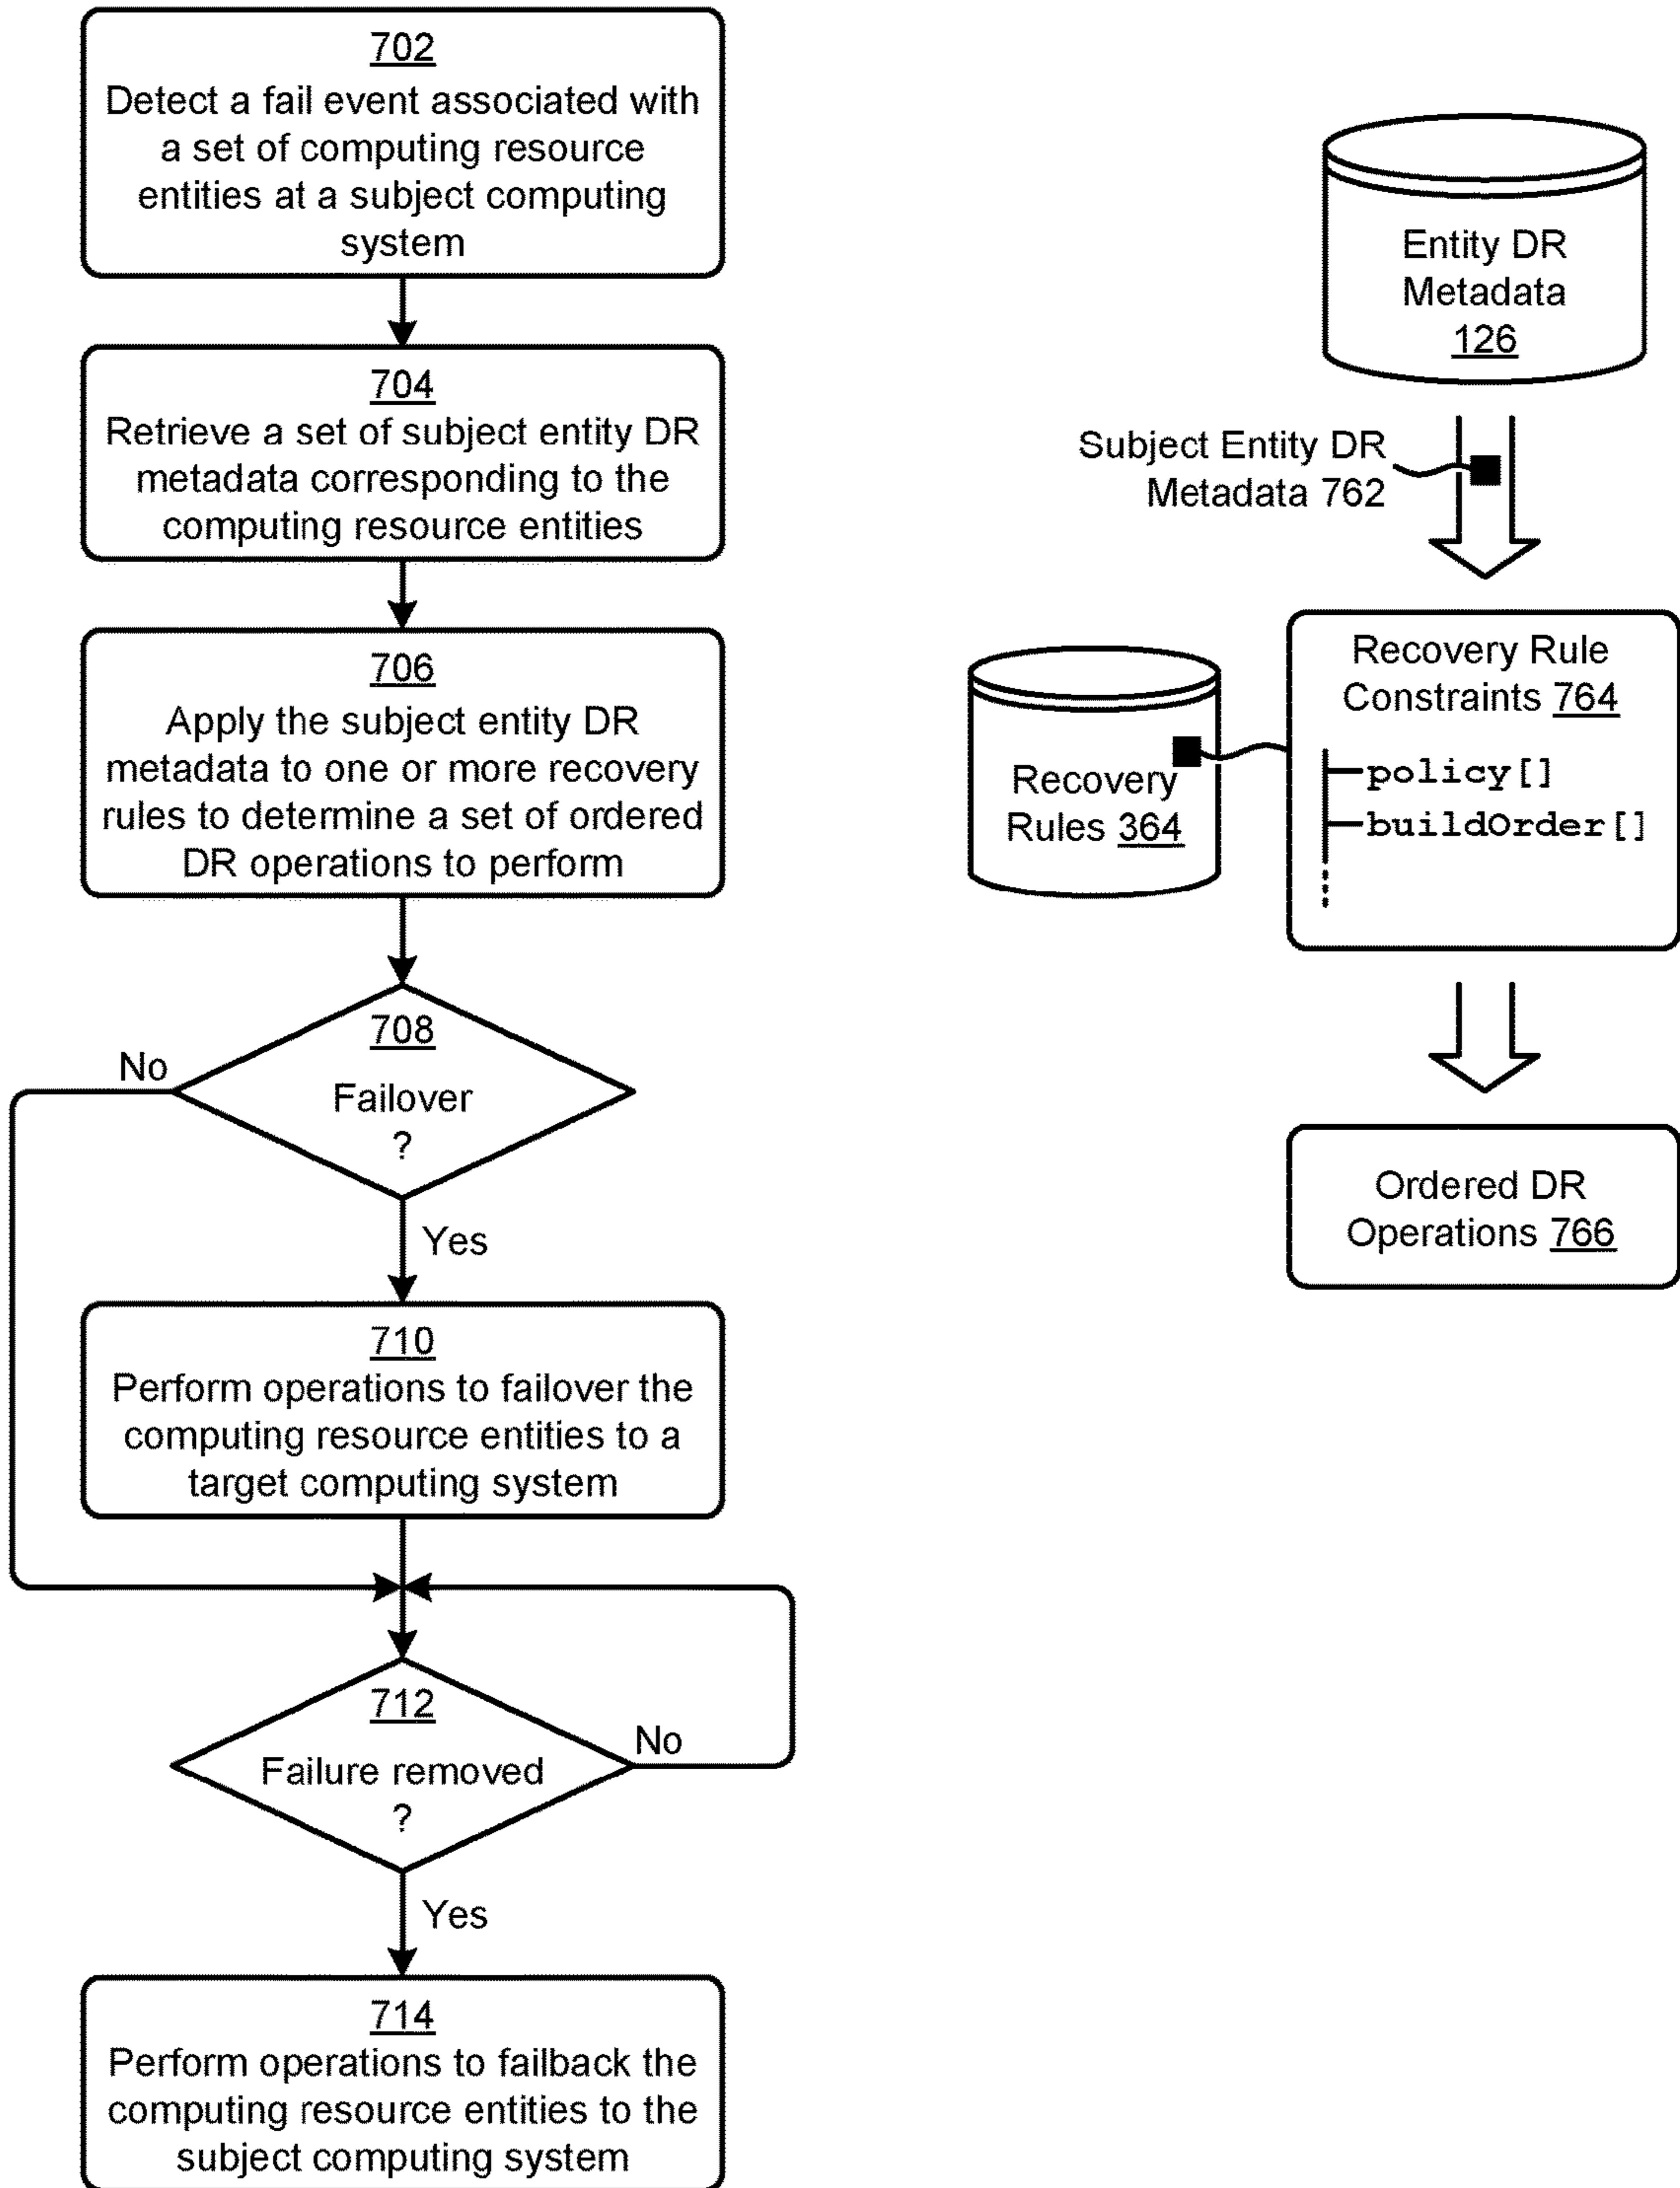 702
Detect a fail event associated with
a set of computing resource
entities at a subject computing
system
704
Retrieve a set of subject entity DR
metadata corresponding to the
computing resource entities
706
Apply the subject entity DR
metadata to one or more recovery
rules to determine a set of ordered
DR operations to perform
708
Failover
?
No
Yes
710
Perform operations to failover the
computing resource entities to a
target computing system
712
Failure removed
?
No
Yes
714
Perform operations to failback the
computing resource entities to the
subject computing system
Entity DR
Metadata
126
Subject Entity DR
Metadata 762
Recovery
Rules 364
Recovery Rule
Constraints 764
policy[]
buildOrder[]
Ordered DR
Operations 766